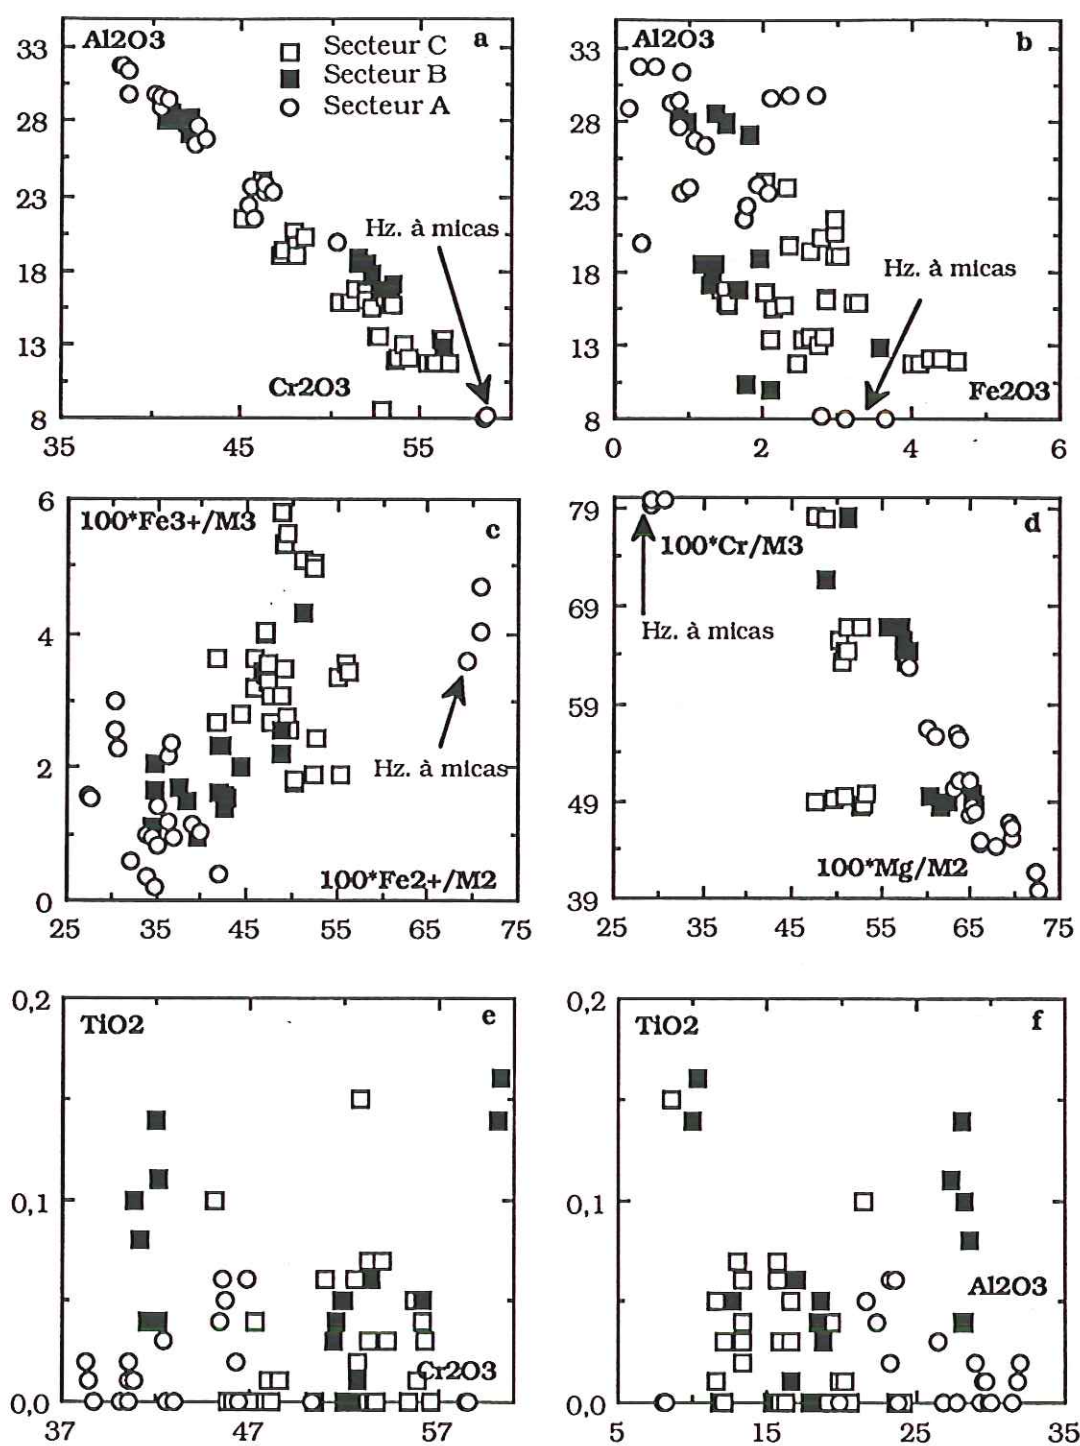 Al2O3
a
Secteur C
Secteur B
Secteur A
Hz. à micas
Cr2O3
33
28
23
18
13
8
35
45
55
Al2O3
b
Hz. à micas
Fe2O3
33
28
23
18
13
8
0
2
4
6
100*Fe3+/M3
c
Hz. à micas
100*Fe2+/M2
6
4
2
0
25
35
45
55
65
75
d
100*Cr/M3
Hz. à micas
100*Mg/M2
79
69
59
49
39
25
35
45
55
65
75
TiO2
e
Cr2O3
0,2
0,1
0,0
37
47
57
TiO2
f
Al2O3
0,2
0,1
0,0
5
15
25
35